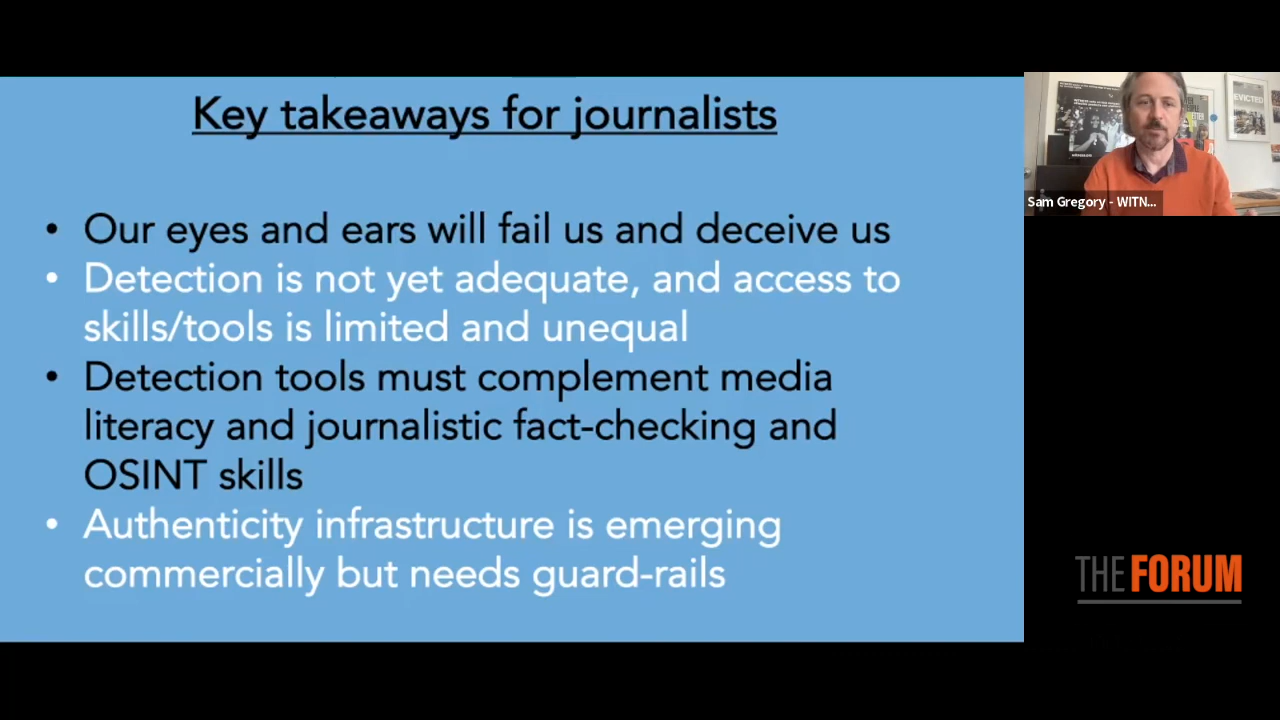 Key takeaways for journalists
• Our eyes and ears will fail us and deceive us
• Detection is not yet adequate, and access to
skills/tools is limited and unequal
• Detection tools must complement media
literacy and journalistic fact-checking and
OSINT skills
• Authenticity infrastructure is emerging
commercially but needs guard-rails
EVICTED
Sam Gregory - WITN...
THE FORUM